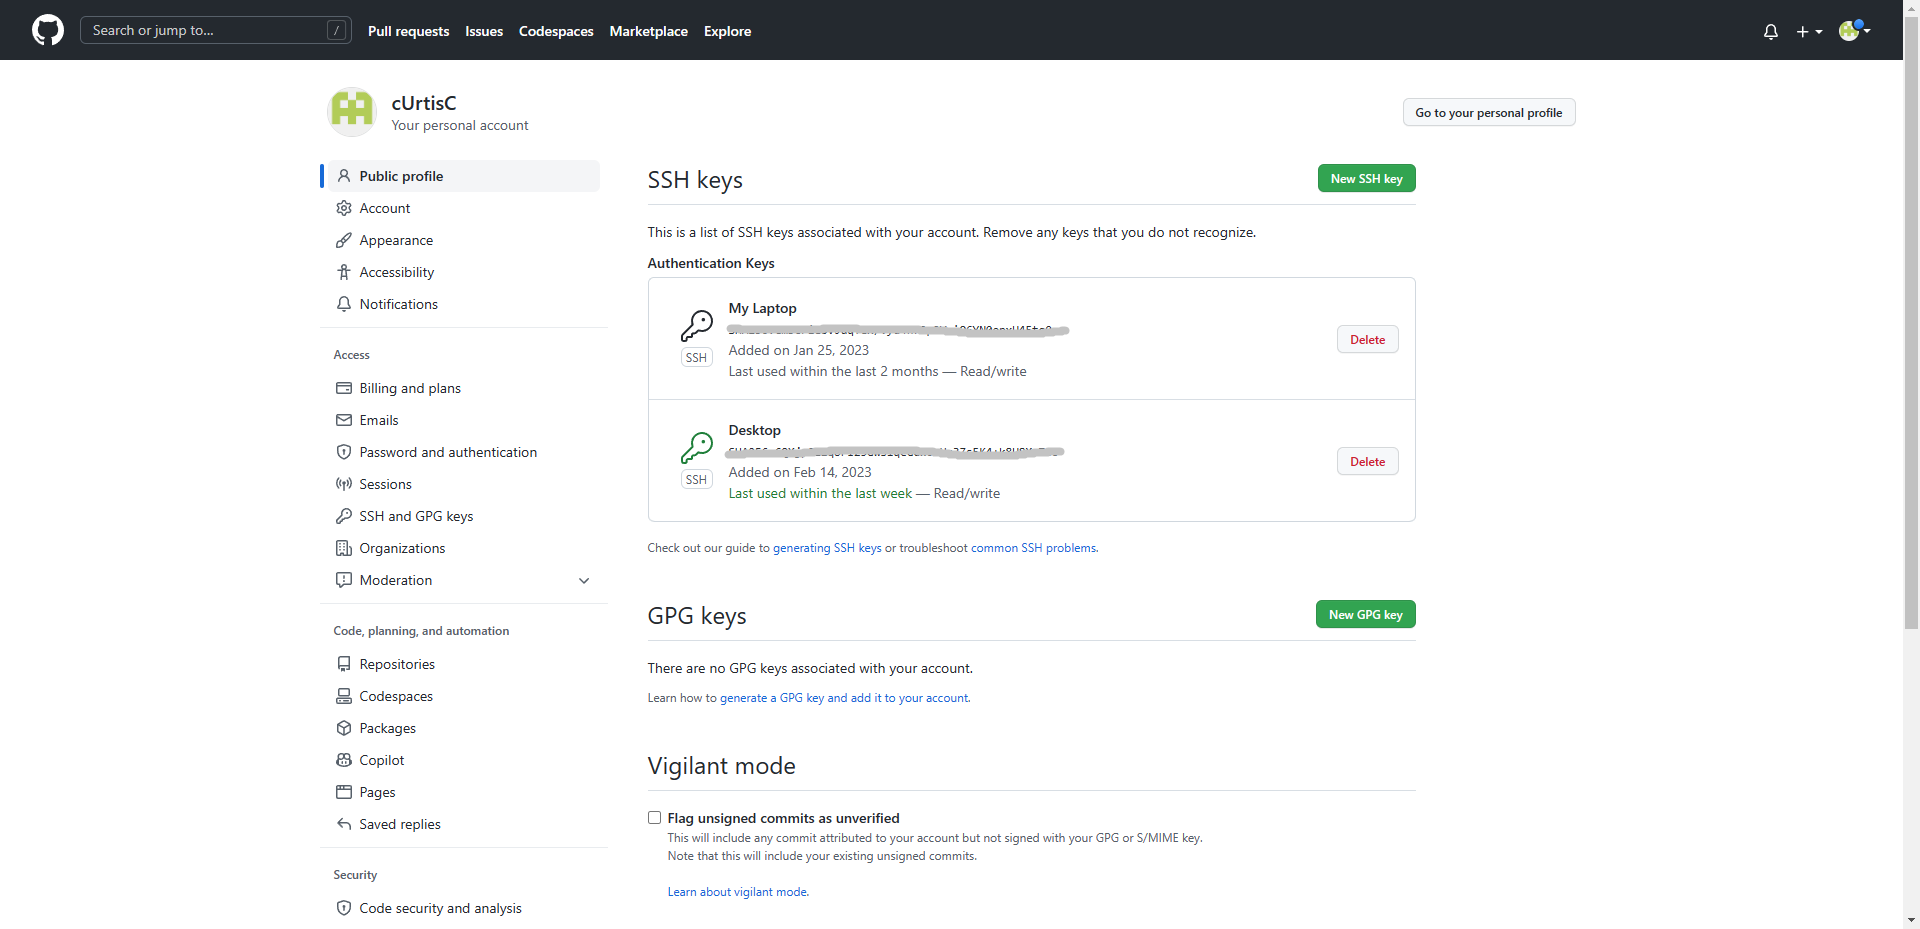 Search or jump to...
/
Pull requests
Issues
Codespaces
Marketplace
Explore
cUrtisC
Your personal account
Go to your personal profile
Public profile
Account
Appearance
Accessibility
Notifications
Access
Billing and plans
Emails
Password and authentication
Sessions
SSH and GPG keys
Organizations
Moderation
Code, planning, and automation
Repositories
Codespaces
Packages
Copilot
Pages
Saved replies
Security
Code security and analysis
SSH keys
New SSH key
This is a list of SSH keys associated with your account. Remove any keys that you do not recognize.
Authentication Keys
My Laptop
SSH
Added on Jan 25, 2023
Last used within the last 2 months — Read/write
Delete
Desktop
SSH
Added on Feb 14, 2023
Last used within the last week — Read/write
Delete
Check out our guide to generating SSH keys or troubleshoot common SSH problems.
GPG keys
New GPG key
There are no GPG keys associated with your account.
Learn how to generate a GPG key and add it to your account.
Vigilant mode
Flag unsigned commits as unverified
This will include any commit attributed to your account but not signed with your GPG or S/MIME key.
Note that this will include your existing unsigned commits.
Learn about vigilant mode.